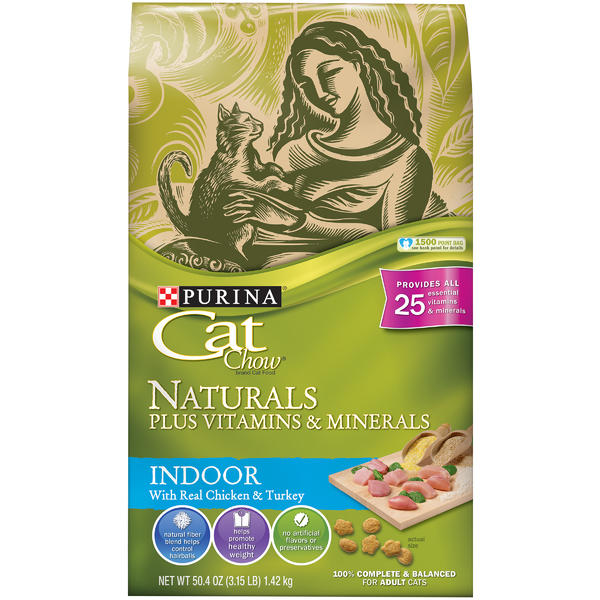 1500 POINT BAG
see back panel for details
PROVIDES ALL
25 essential vitamins & minerals
PURINA
Cat
Chow®
brand Cat Food
NATURALS
PLUS VITAMINS & MINERALS
INDOOR
With Real Chicken & Turkey
natural fiber
blend helps
control
hairballs
helps
promote
healthy
weight
no artificial
flavors or
preservatives
actual
size
100% COMPLETE & BALANCED
FOR ADULT CATS
NET WT 50.4 OZ (3.15 LB) 1.42 kg